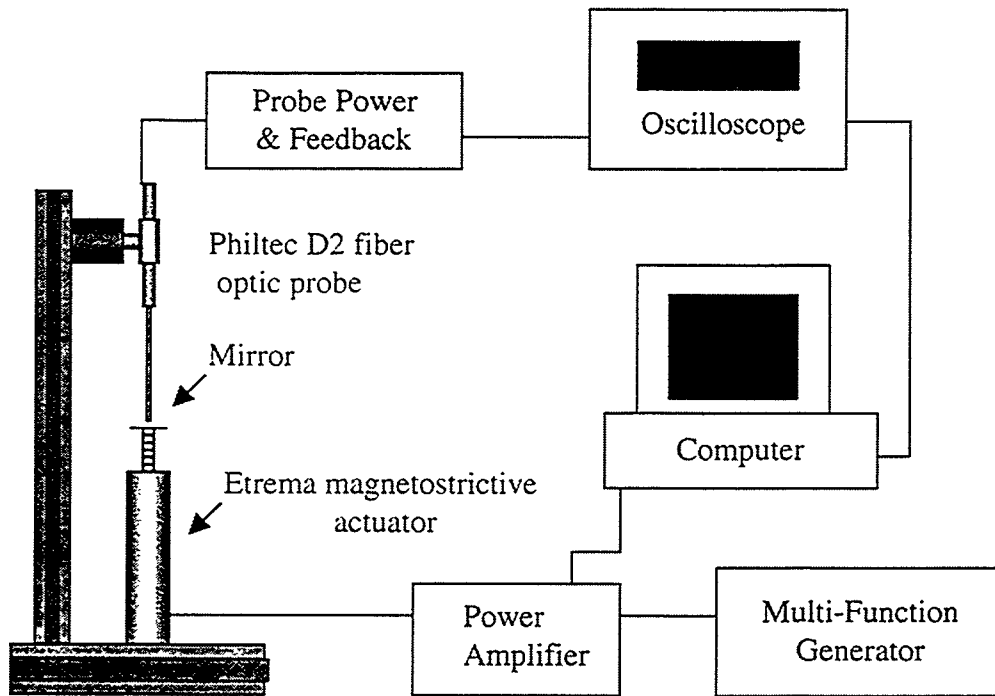 Probe Power
& Feedback
Oscilloscope
Philtec D2 fiber
optic probe
Mirror
Computer
Etrema magnetostrictive
actuator
Power
Amplifier
Multi-Function
Generator